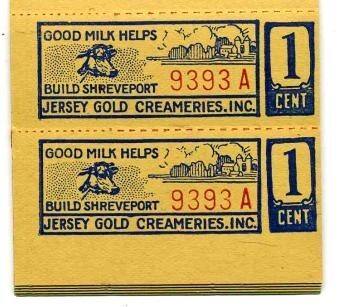 GOOD MILK HELPS
BUILD SHREVEPORT
9393 A
JERSEY GOLD CREAMERIES. INC.
1
CENT
GOOD MILK HELPS
BUILD SHREVEPORT
9393 A
JERSEY GOLD CREAMERIES. INC.
1
CENT